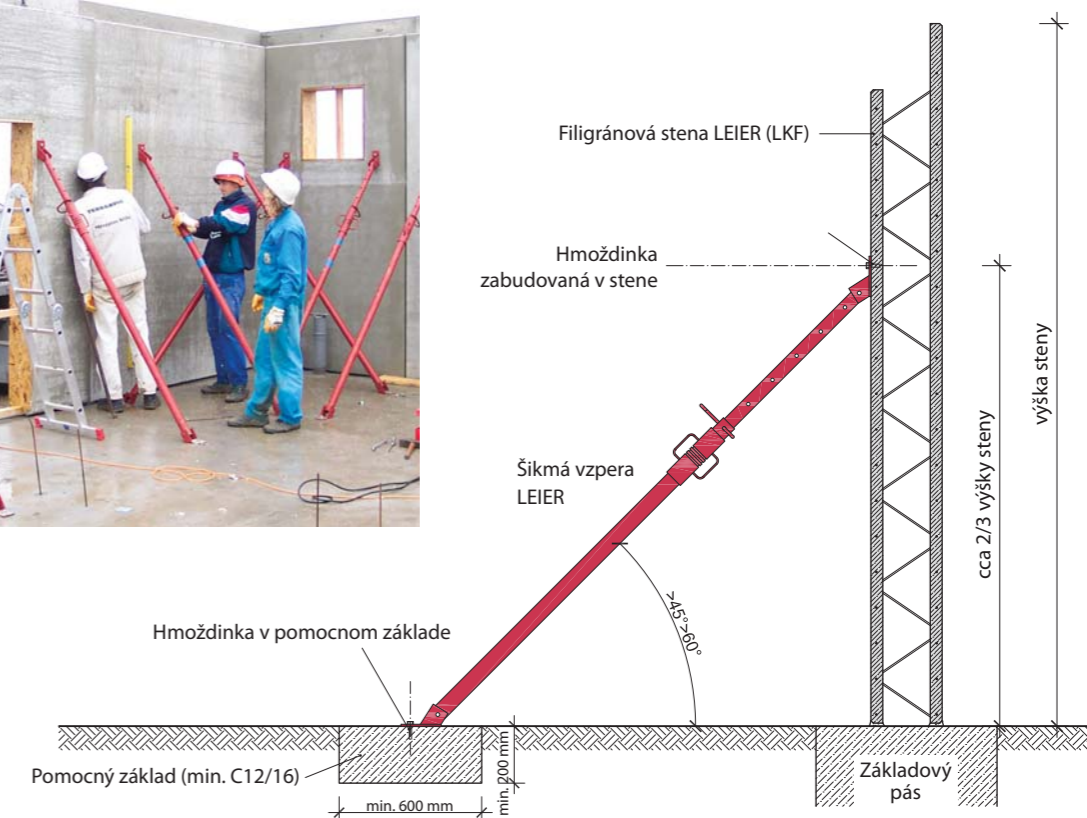 Filigránová stena LEIER (LKF)
Hmoždinka
zabudovaná v stene
Šikmá vzpera
LEIER
výška steny
cca 2/3 výšky steny
>45°>60°
Hmoždinka v pomocnom základe
Pomocný základ (min. C12/16)
min. 600 mm
min. 200 mm
Základový
pás